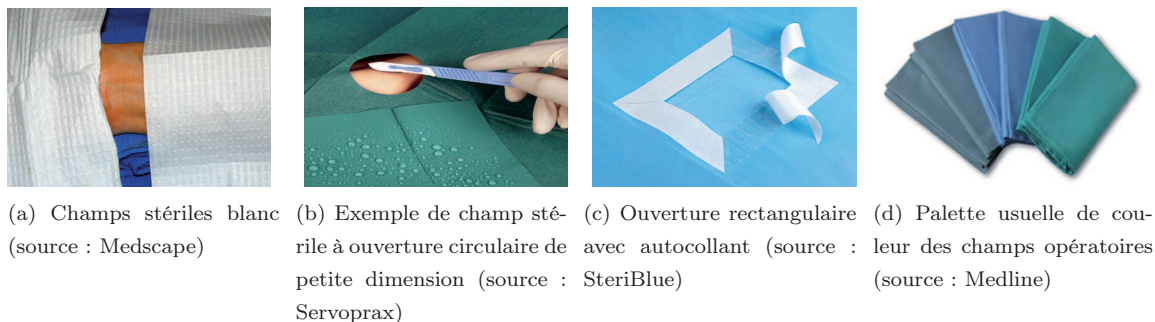 (a) Champs stériles blanc
(source : Medscape)
(b) Exemple de champ sté-
rile à ouverture circulaire de
petite dimension (source :
Servoprax)
(c) Ouverture rectangulaire
avec autocollant (source :
SteriBlue)
(d) Palette usuelle de cou-
leur des champs opératoires
(source : Medline)